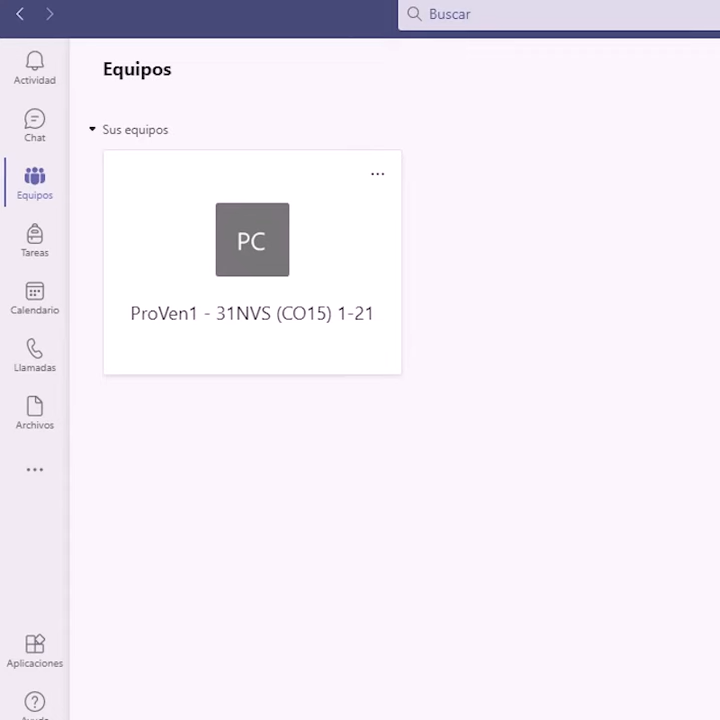 Buscar
Equipos
Actividad
Sus equipos
Chat
Equipos
PC
Tareas
ProVen1 - 31NVS (CO15) 1-21
Calendario
Llamadas
Archivos
Aplicaciones